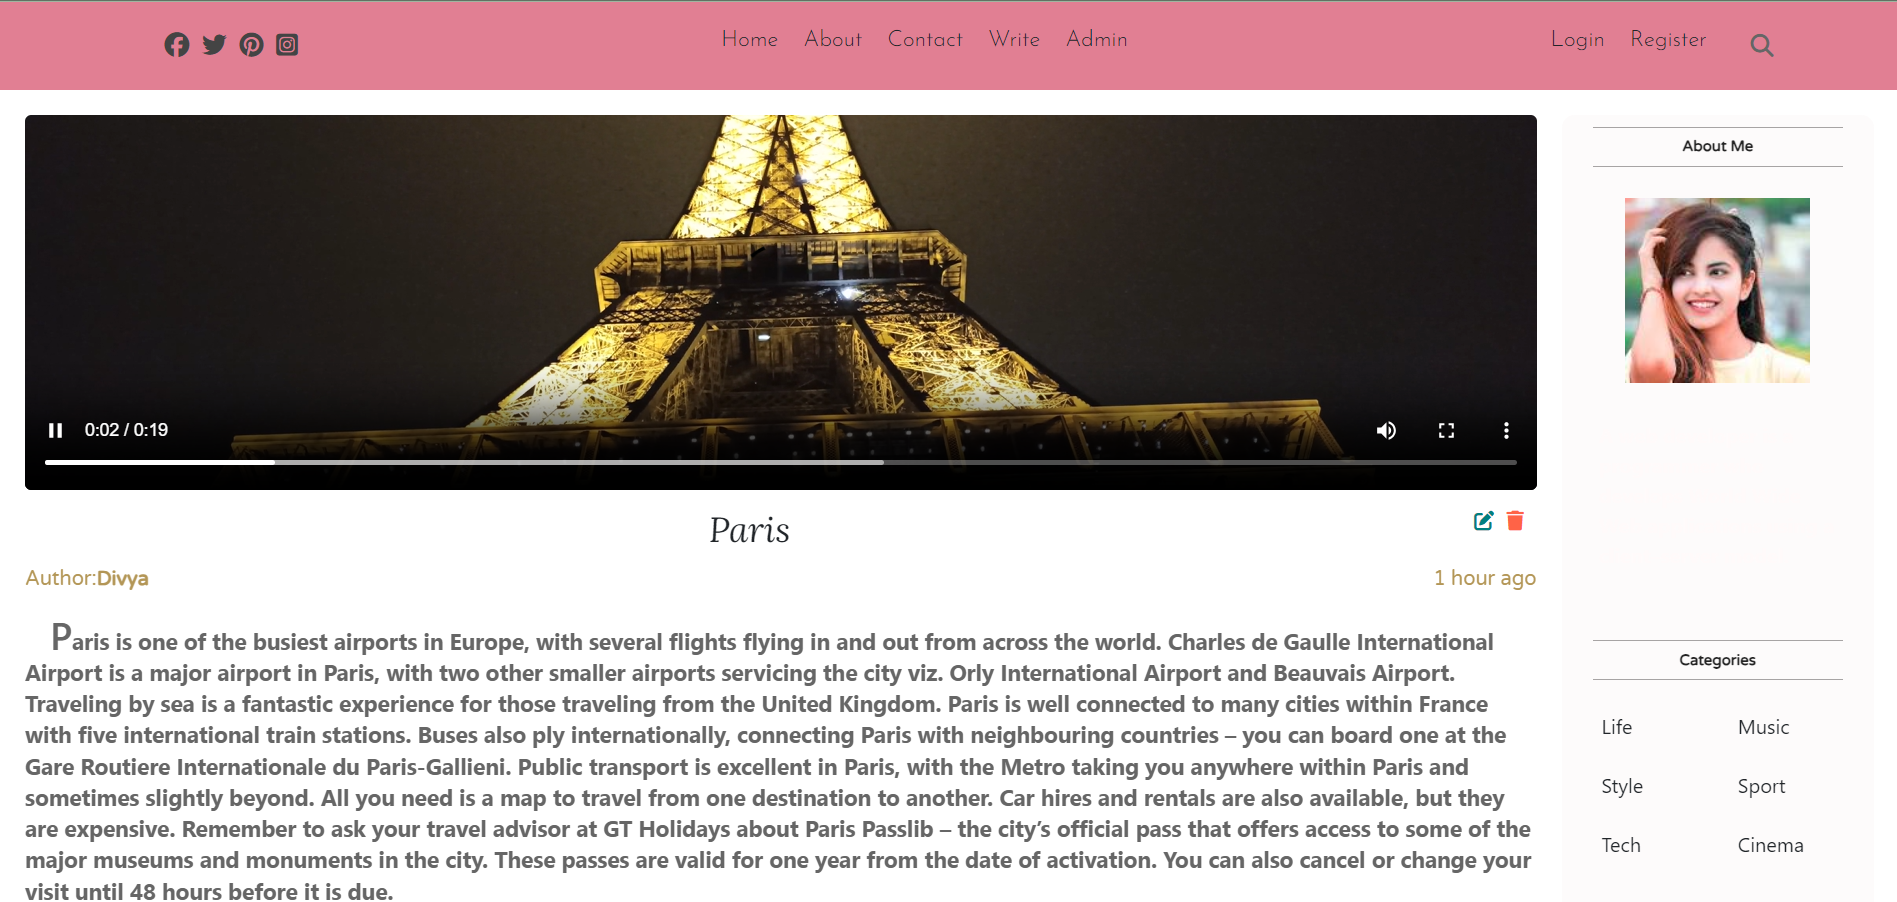 Home About Contact Write Admin Login Register
About Me
0:02 / 0:19
Paris
Author:Divya 1 hour ago
Paris is one of the busiest airports in Europe, with several flights flying in and out from across the world. Charles de Gaulle International
Airport is a major airport in Paris, with two other smaller airports servicing the city viz. Orly International Airport and Beauvais Airport.
Traveling by sea is a fantastic experience for those traveling from the United Kingdom. Paris is well connected to many cities within France
with five international train stations. Buses also ply internationally, connecting Paris with neighbouring countries – you can board one at the
Gare Routiere Internationale du Paris-Gallieni. Public transport is excellent in Paris, with the Metro taking you anywhere within Paris and
sometimes slightly beyond. All you need is a map to travel from one destination to another. Car hires and rentals are also available, but they
are expensive. Remember to ask your travel advisor at GT Holidays about Paris Passlib – the city’s official pass that offers access to some of the
major museums and monuments in the city. These passes are valid for one year from the date of activation. You can also cancel or change your
visit until 48 hours before it is due.
Categories
Life Music
Style Sport
Tech Cinema